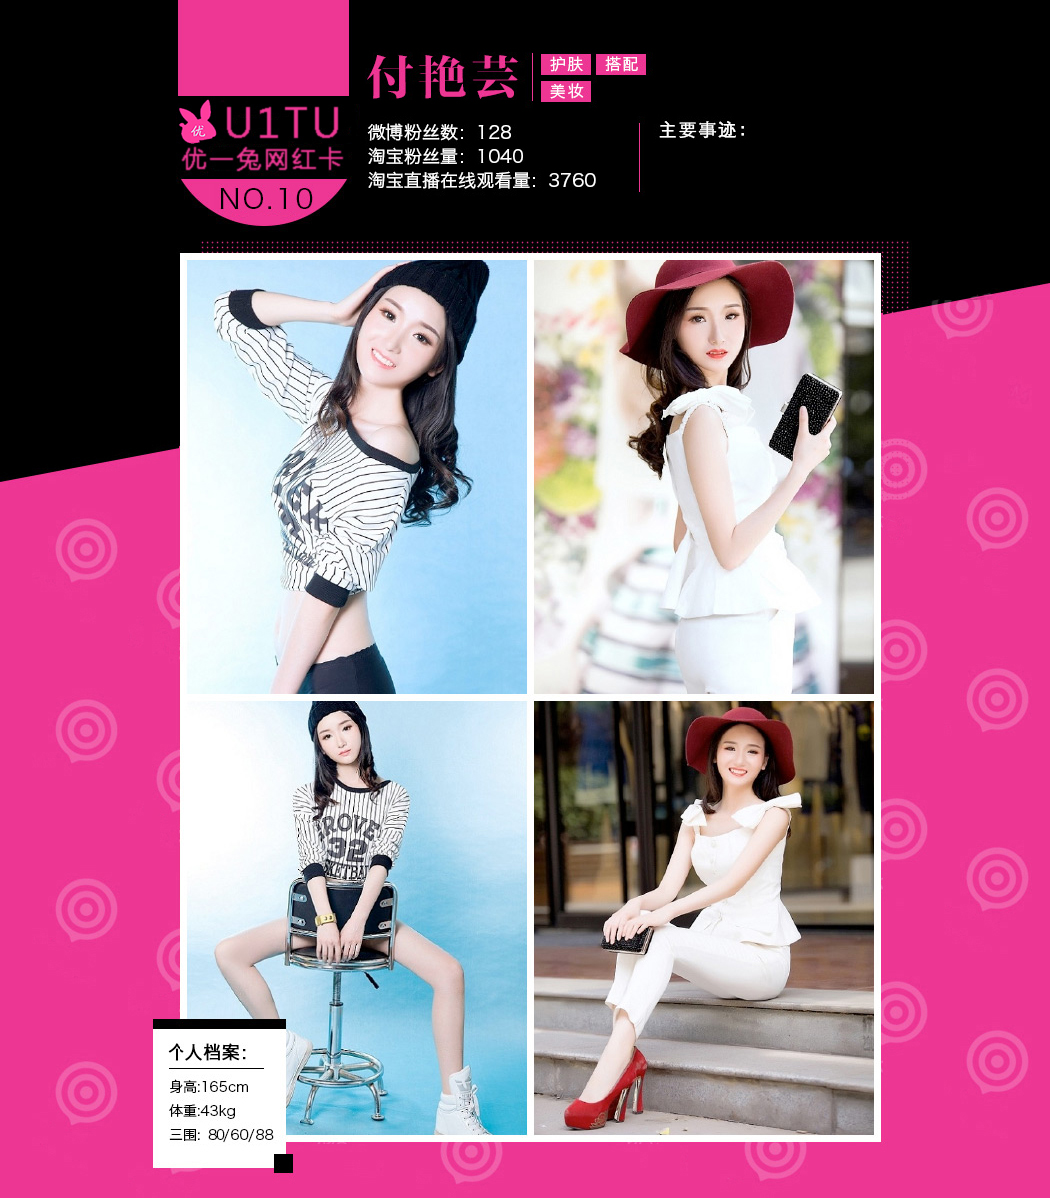 付艳芸
护肤 搭配
美妆
优
U1TU
优一兔网红卡
NO.10
微博粉丝数：128
淘宝粉丝量：1040
淘宝直播在线观看量：3760
主要事迹：
ROVE
32
KETBA
个人档案：
身高:165cm
体重:43kg
三围: 80/60/88